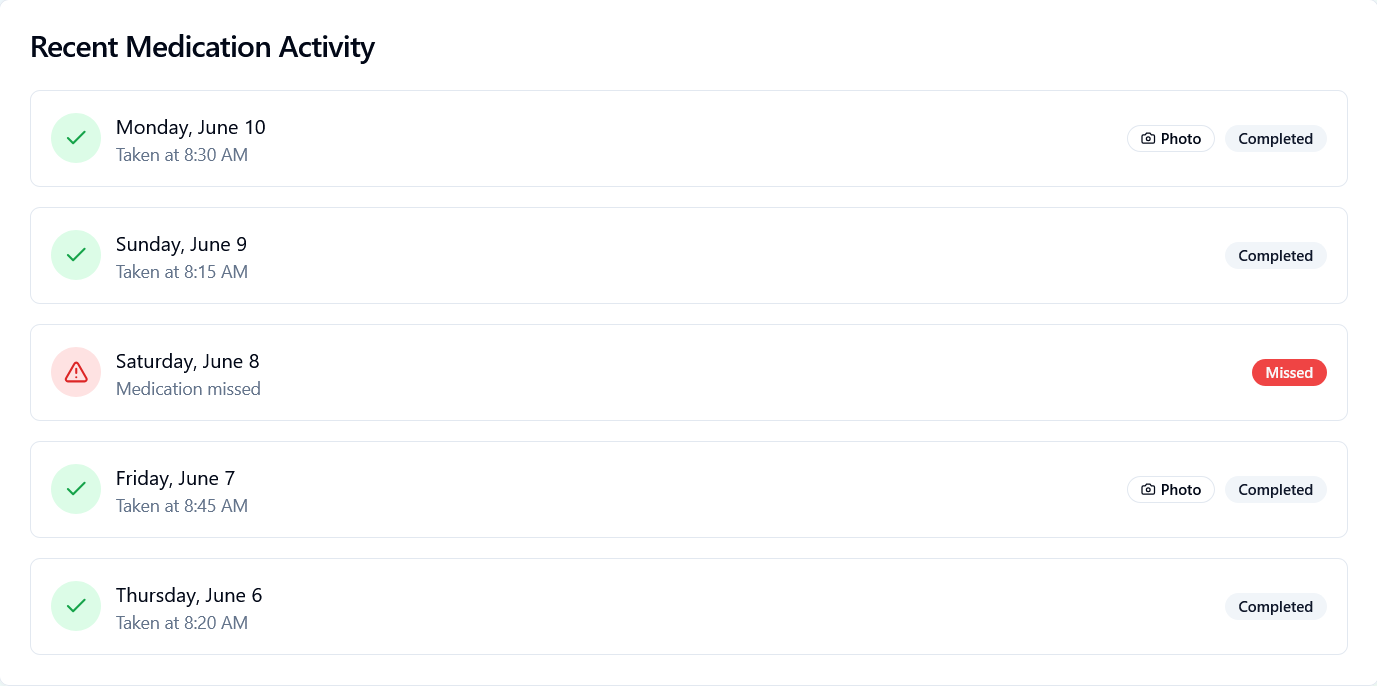 Recent Medication Activity
Monday, June 10
Taken at 8:30 AM
Photo
Completed
Sunday, June 9
Taken at 8:15 AM
Completed
Saturday, June 8
Medication missed
Missed
Friday, June 7
Taken at 8:45 AM
Photo
Completed
Thursday, June 6
Taken at 8:20 AM
Completed